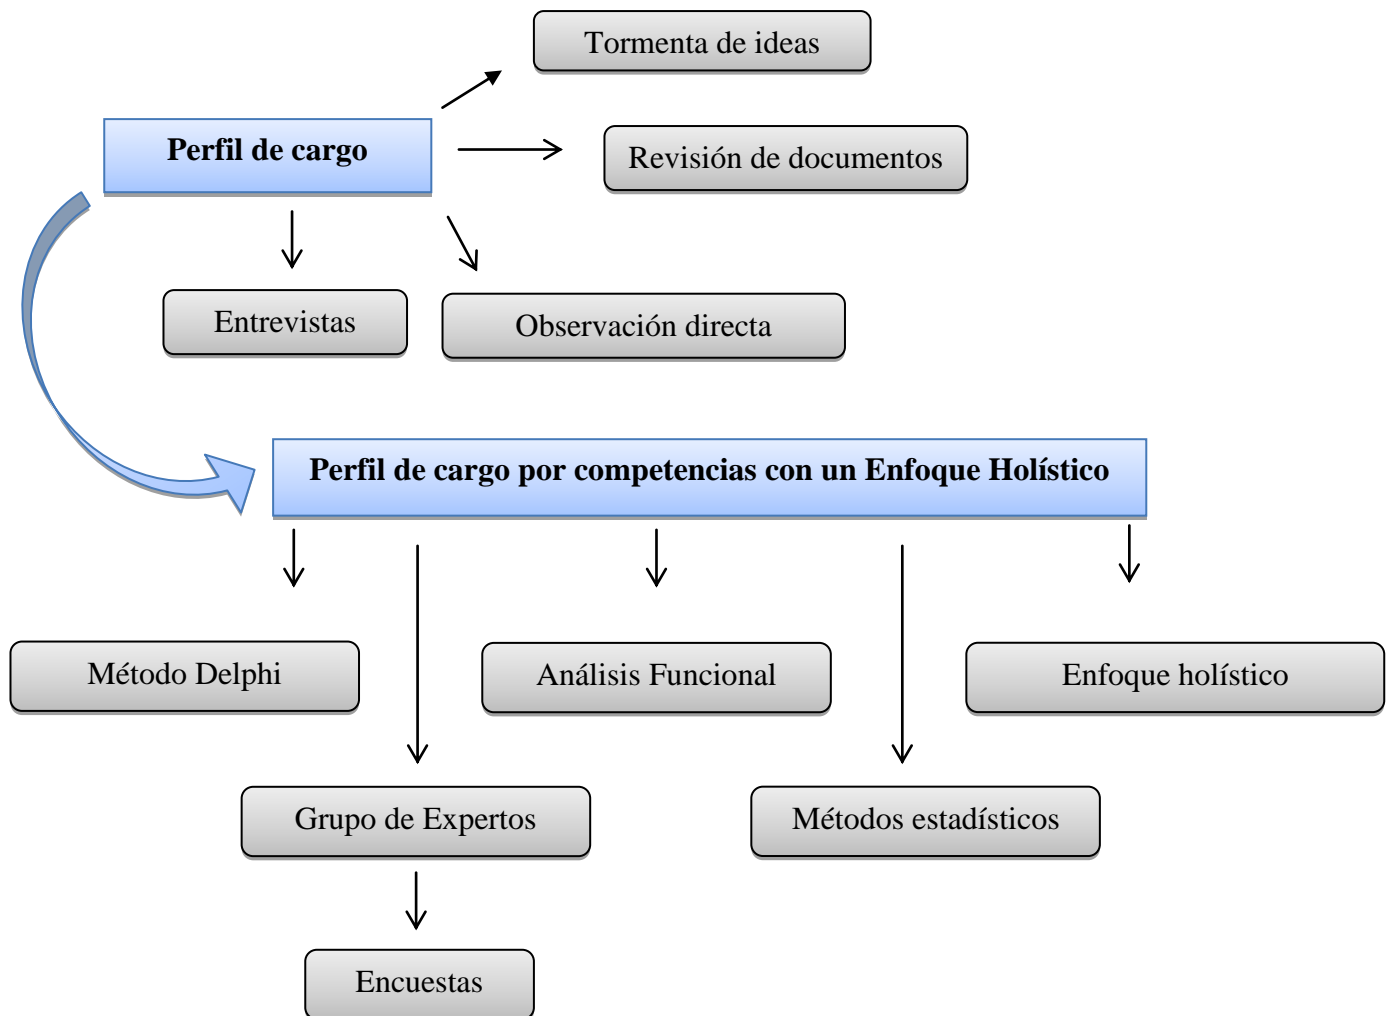 Tormenta de ideas
Perfil de cargo
Revisión de documentos
Entrevistas
Observación directa
Perfil de cargo por competencias con un Enfoque Holístico
Método Delphi
Análisis Funcional
Enfoque holístico
Grupo de Expertos
Métodos estadísticos
Encuestas